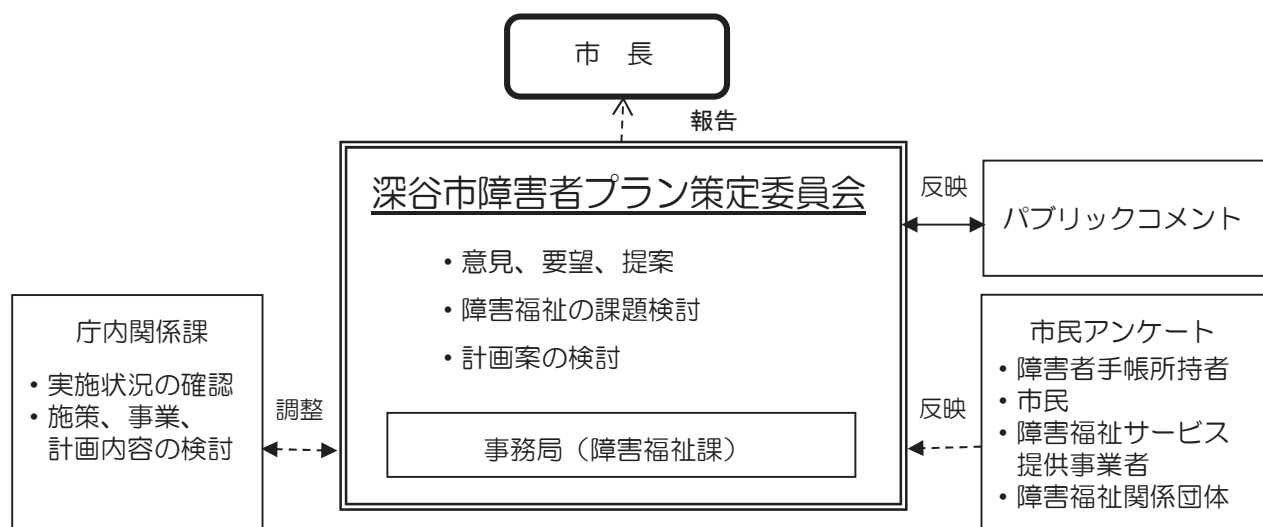 市 長
報告
深谷市障害者プラン策定委員会
・意見、要望、提案
・障害福祉の課題検討
・計画案の検討
事務局(障害福祉課)
反映
パブリックコメント
庁内関係課
・実施状況の確認
・施策、事業、
計画内容の検討
調整
反映
市民アンケート
・障害者手帳所持者
・市民
・障害福祉サービス
提供事業者
・障害福祉関係団体